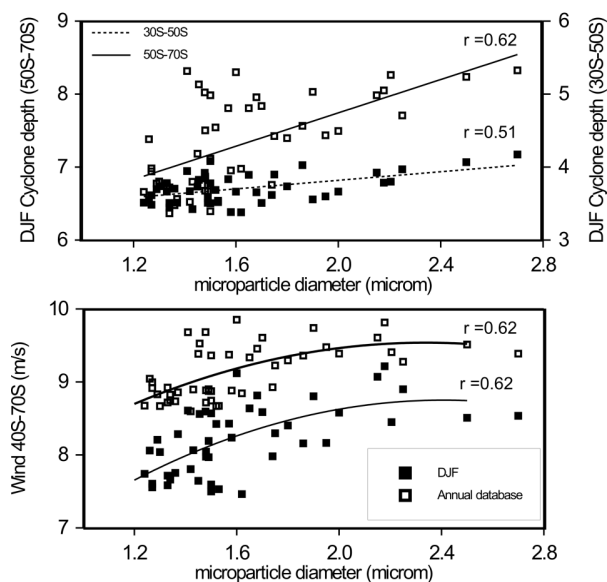 DJF Cyclone depth (50S-70S)
9
8
7
6
30S-50S
50S-70S
r =0.62
r =0.51
6
5
4
3
DJF Cyclone depth (30S-50S)
1.2 1.6 2.0 2.4 2.8
microparticle diameter (microm)
Wind 40S-70S (m/s)
10
9
8
7
r =0.62
r =0.62
DJF
Annual database
1.2 1.6 2.0 2.4 2.8
microparticle diameter (microm)